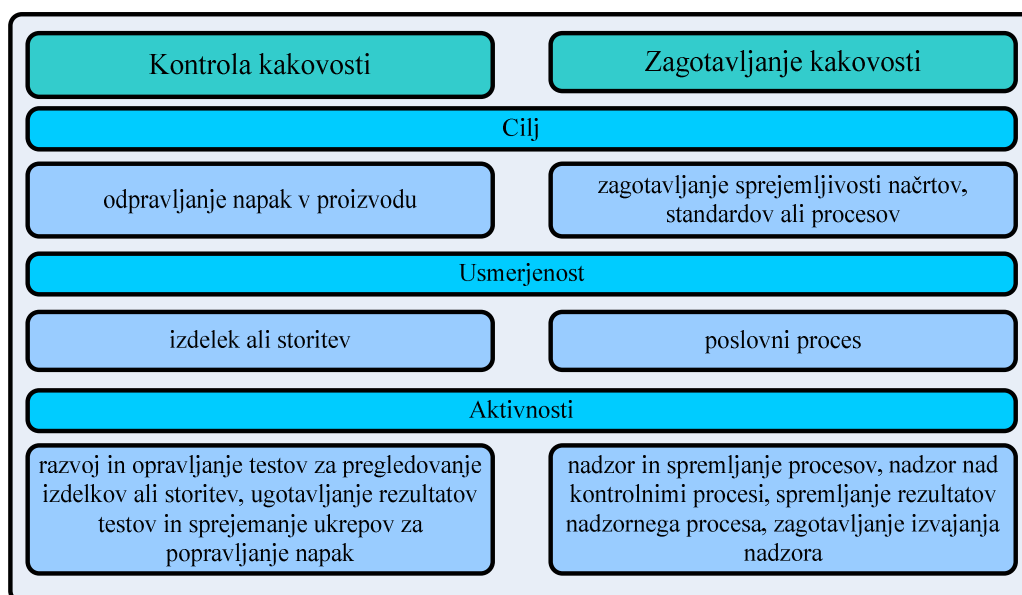 Kontrola kakovosti
Zagotavljanje kakovosti
Cilj
odpravljanje napak v proizvodu
zagotavljanje sprejemljivosti načrtov,
standardov ali procesov
Usmerjenost
izdelek ali storitev
poslovni proces
Aktivnosti
razvoj in opravljanje testov za pregledovanje
izdelkov ali storitev, ugotavljanje rezultatov
testov in sprejemanje ukrepov za
popravljanje napak
nadzor in spremljanje procesov, nadzor nad
kontrolnimi procesi, spremljanje rezultatov
nadzornega procesa, zagotavljanje izvajanja
nadzora